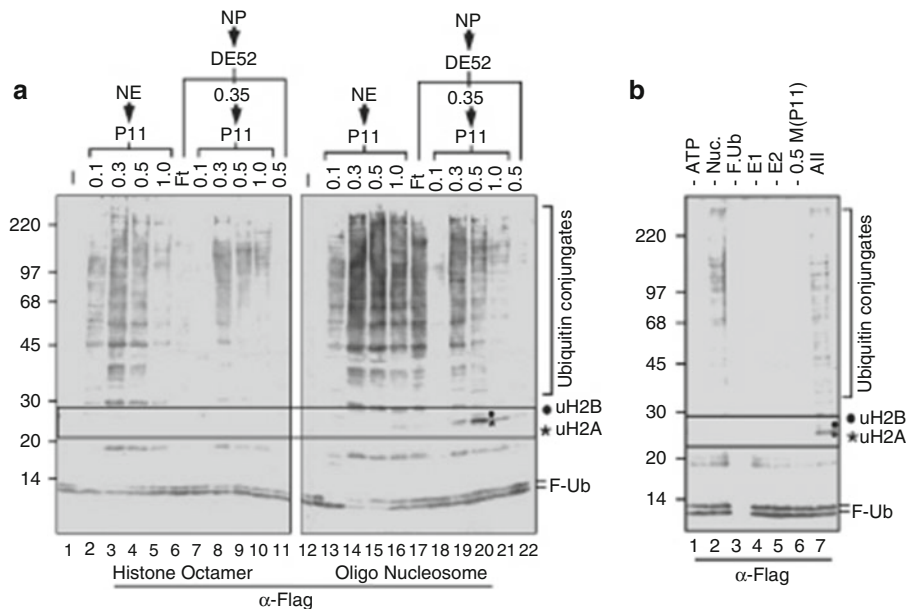 a
NP
DE52
NE
0.35
P11
P11
– 0.1 0.3 0.5 1.0 Ft 0.1 0.3 0.5 1.0 0.5
NP
DE52
NE
0.35
P11
P11
– 0.1 0.3 0.5 1.0 Ft 0.1 0.3 0.5 1.0 0.5
220
97
68
45
30
20
14
Ubiquitin conjugates
● uH2B
★ uH2A
F-Ub
1 2 3 4 5 6 7 8 9 10 11
12 13 14 15 16 17 18 19 20 21 22
Histone Octamer
Oligo Nucleosome
α-Flag
b
- ATP
- Nuc.
- F.Ub
- E1
- E2
- 0.5 M(P11)
All
220
97
68
45
30
20
14
Ubiquitin conjugates
● uH2B
★ uH2A
F-Ub
1 2 3 4 5 6 7
α-Flag